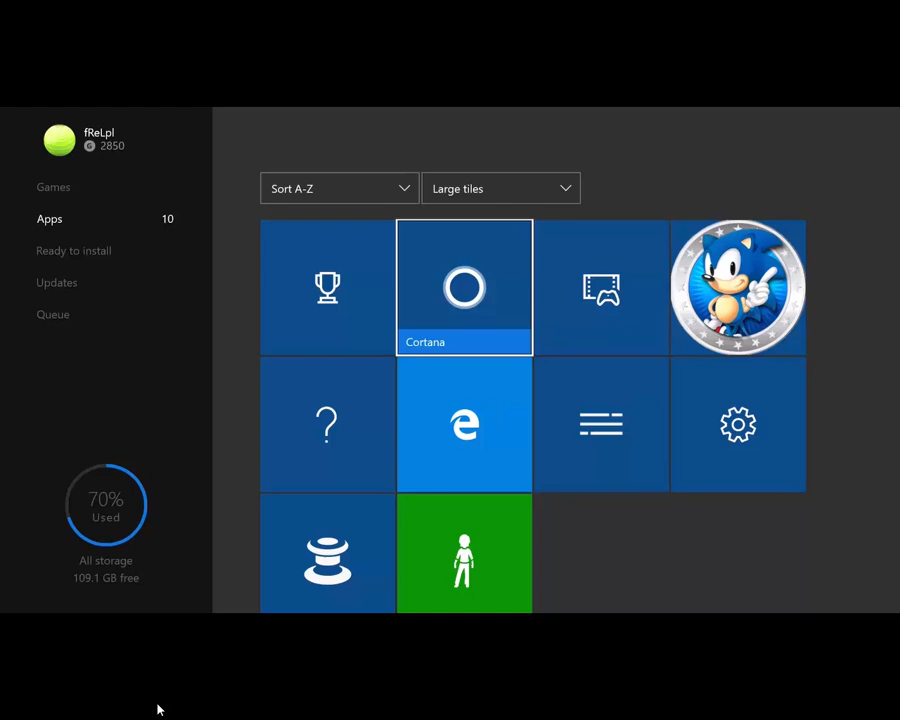 fReLpl
G 2850
Games
Apps 10
Ready to install
Updates
Queue
70%
Used
All storage
109.1 GB free
Sort A-Z
Large tiles
Cortana